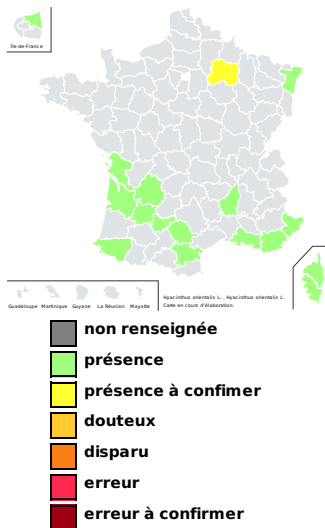 Île-de-France
Guadeloupe Martinique Guyane La Réunion Mayotte
Hyacinthus orientalis L. , Hyacinthus orientalis L.
Carte en cours d'élaboration.
non renseignée
présence
présence à confimer
douteux
disparu
erreur
erreur à confirmer